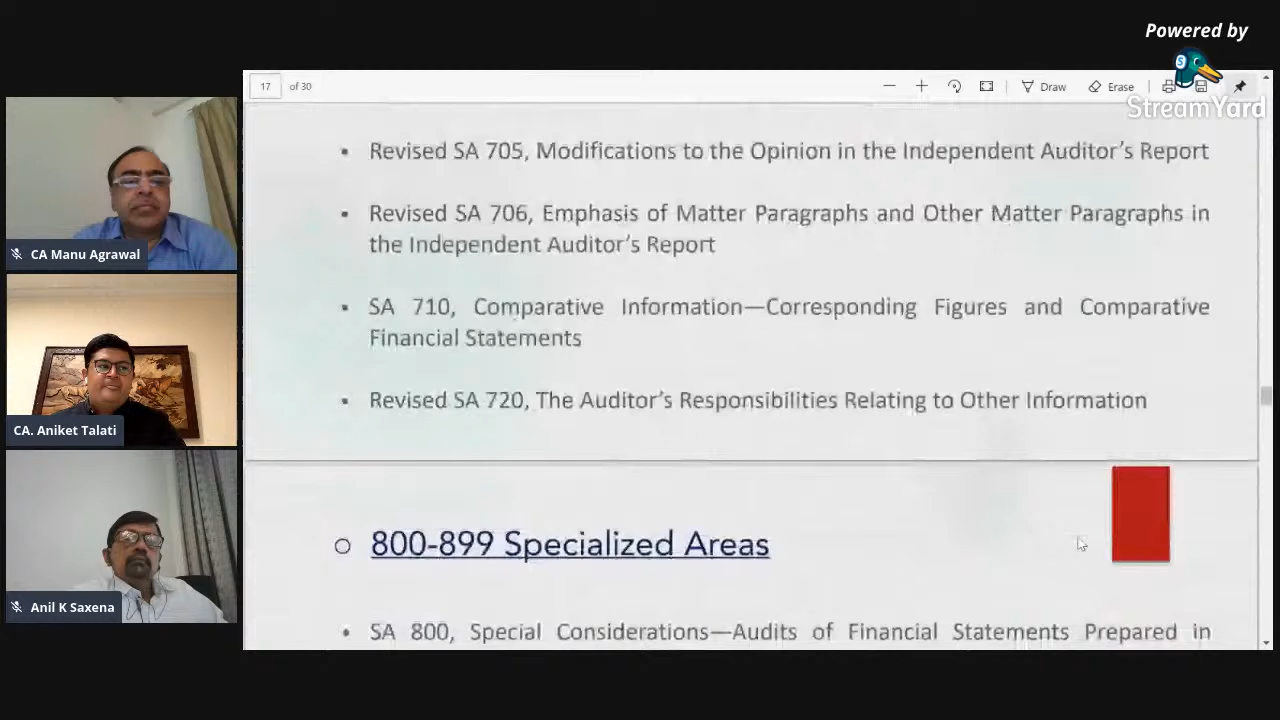 Powered by
StreamYard
17 of 30
Draw
Erase
▪ Revised SA 705, Modifications to the Opinion in the Independent Auditor’s Report
▪ Revised SA 706, Emphasis of Matter Paragraphs and Other Matter Paragraphs in
the Independent Auditor’s Report
▪ SA 710, Comparative Information—Corresponding Figures and Comparative
Financial Statements
▪ Revised SA 720, The Auditor’s Responsibilities Relating to Other Information
800-899 Specialized Areas
▪ SA 800, Special Considerations—Audits of Financial Statements Prepared in
CA Manu Agrawal
CA. Aniket Talati
Anil K Saxena